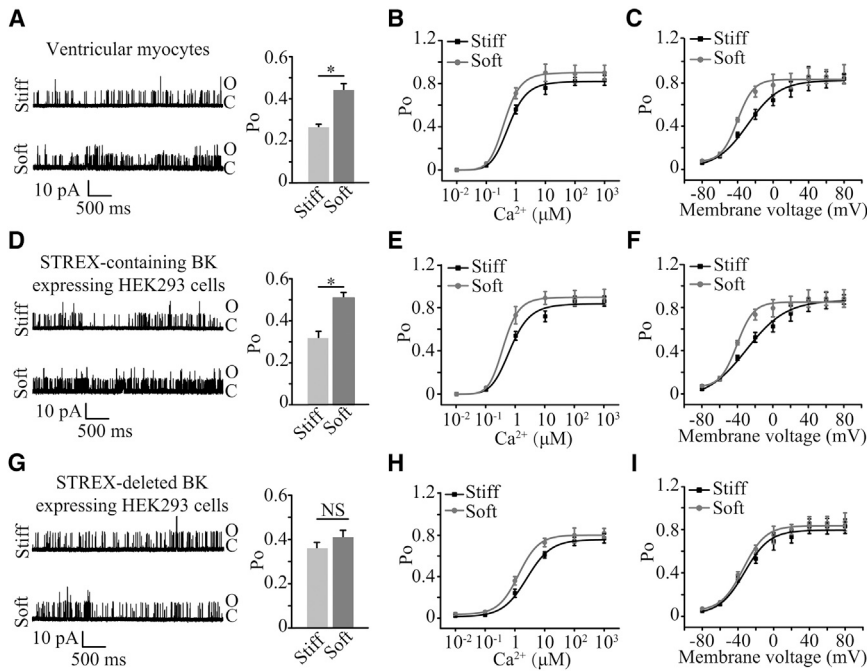 A
Ventricular myocytes
Stiff
O
C
Soft
O
C
10 pA
500 ms
Po
0.6
0.4
0.2
0
*
Stiff
Soft
B
Stiff
Soft
Po
1.2
0.8
0.4
0
10⁻² 10⁻¹ 1 10 10² 10³
Ca²⁺ (μM)
C
Stiff
Soft
Po
1.2
0.8
0.4
0
-80 -40 0 40 80
Membrane voltage (mV)
D
STREX-containing BK
expressing HEK293 cells
Stiff
O
C
Soft
O
C
10 pA
500 ms
Po
0.6
0.4
0.2
0
*
Stiff
Soft
E
Stiff
Soft
Po
1.2
0.8
0.4
0
10⁻² 10⁻¹ 1 10 10² 10³
Ca²⁺ (μM)
F
Stiff
Soft
Po
1.2
0.8
0.4
0
-80 -40 0 40 80
Membrane voltage (mV)
G
STREX-deleted BK
expressing HEK293 cells
Stiff
O
C
Soft
O
C
10 pA
500 ms
Po
0.6
0.4
0.2
0
NS
Stiff
Soft
H
Stiff
Soft
Po
1.2
0.8
0.4
0
10⁻² 10⁻¹ 1 10 10² 10³
Ca²⁺ (μM)
I
Stiff
Soft
Po
1.2
0.8
0.4
0
-80 -40 0 40 80
Membrane voltage (mV)